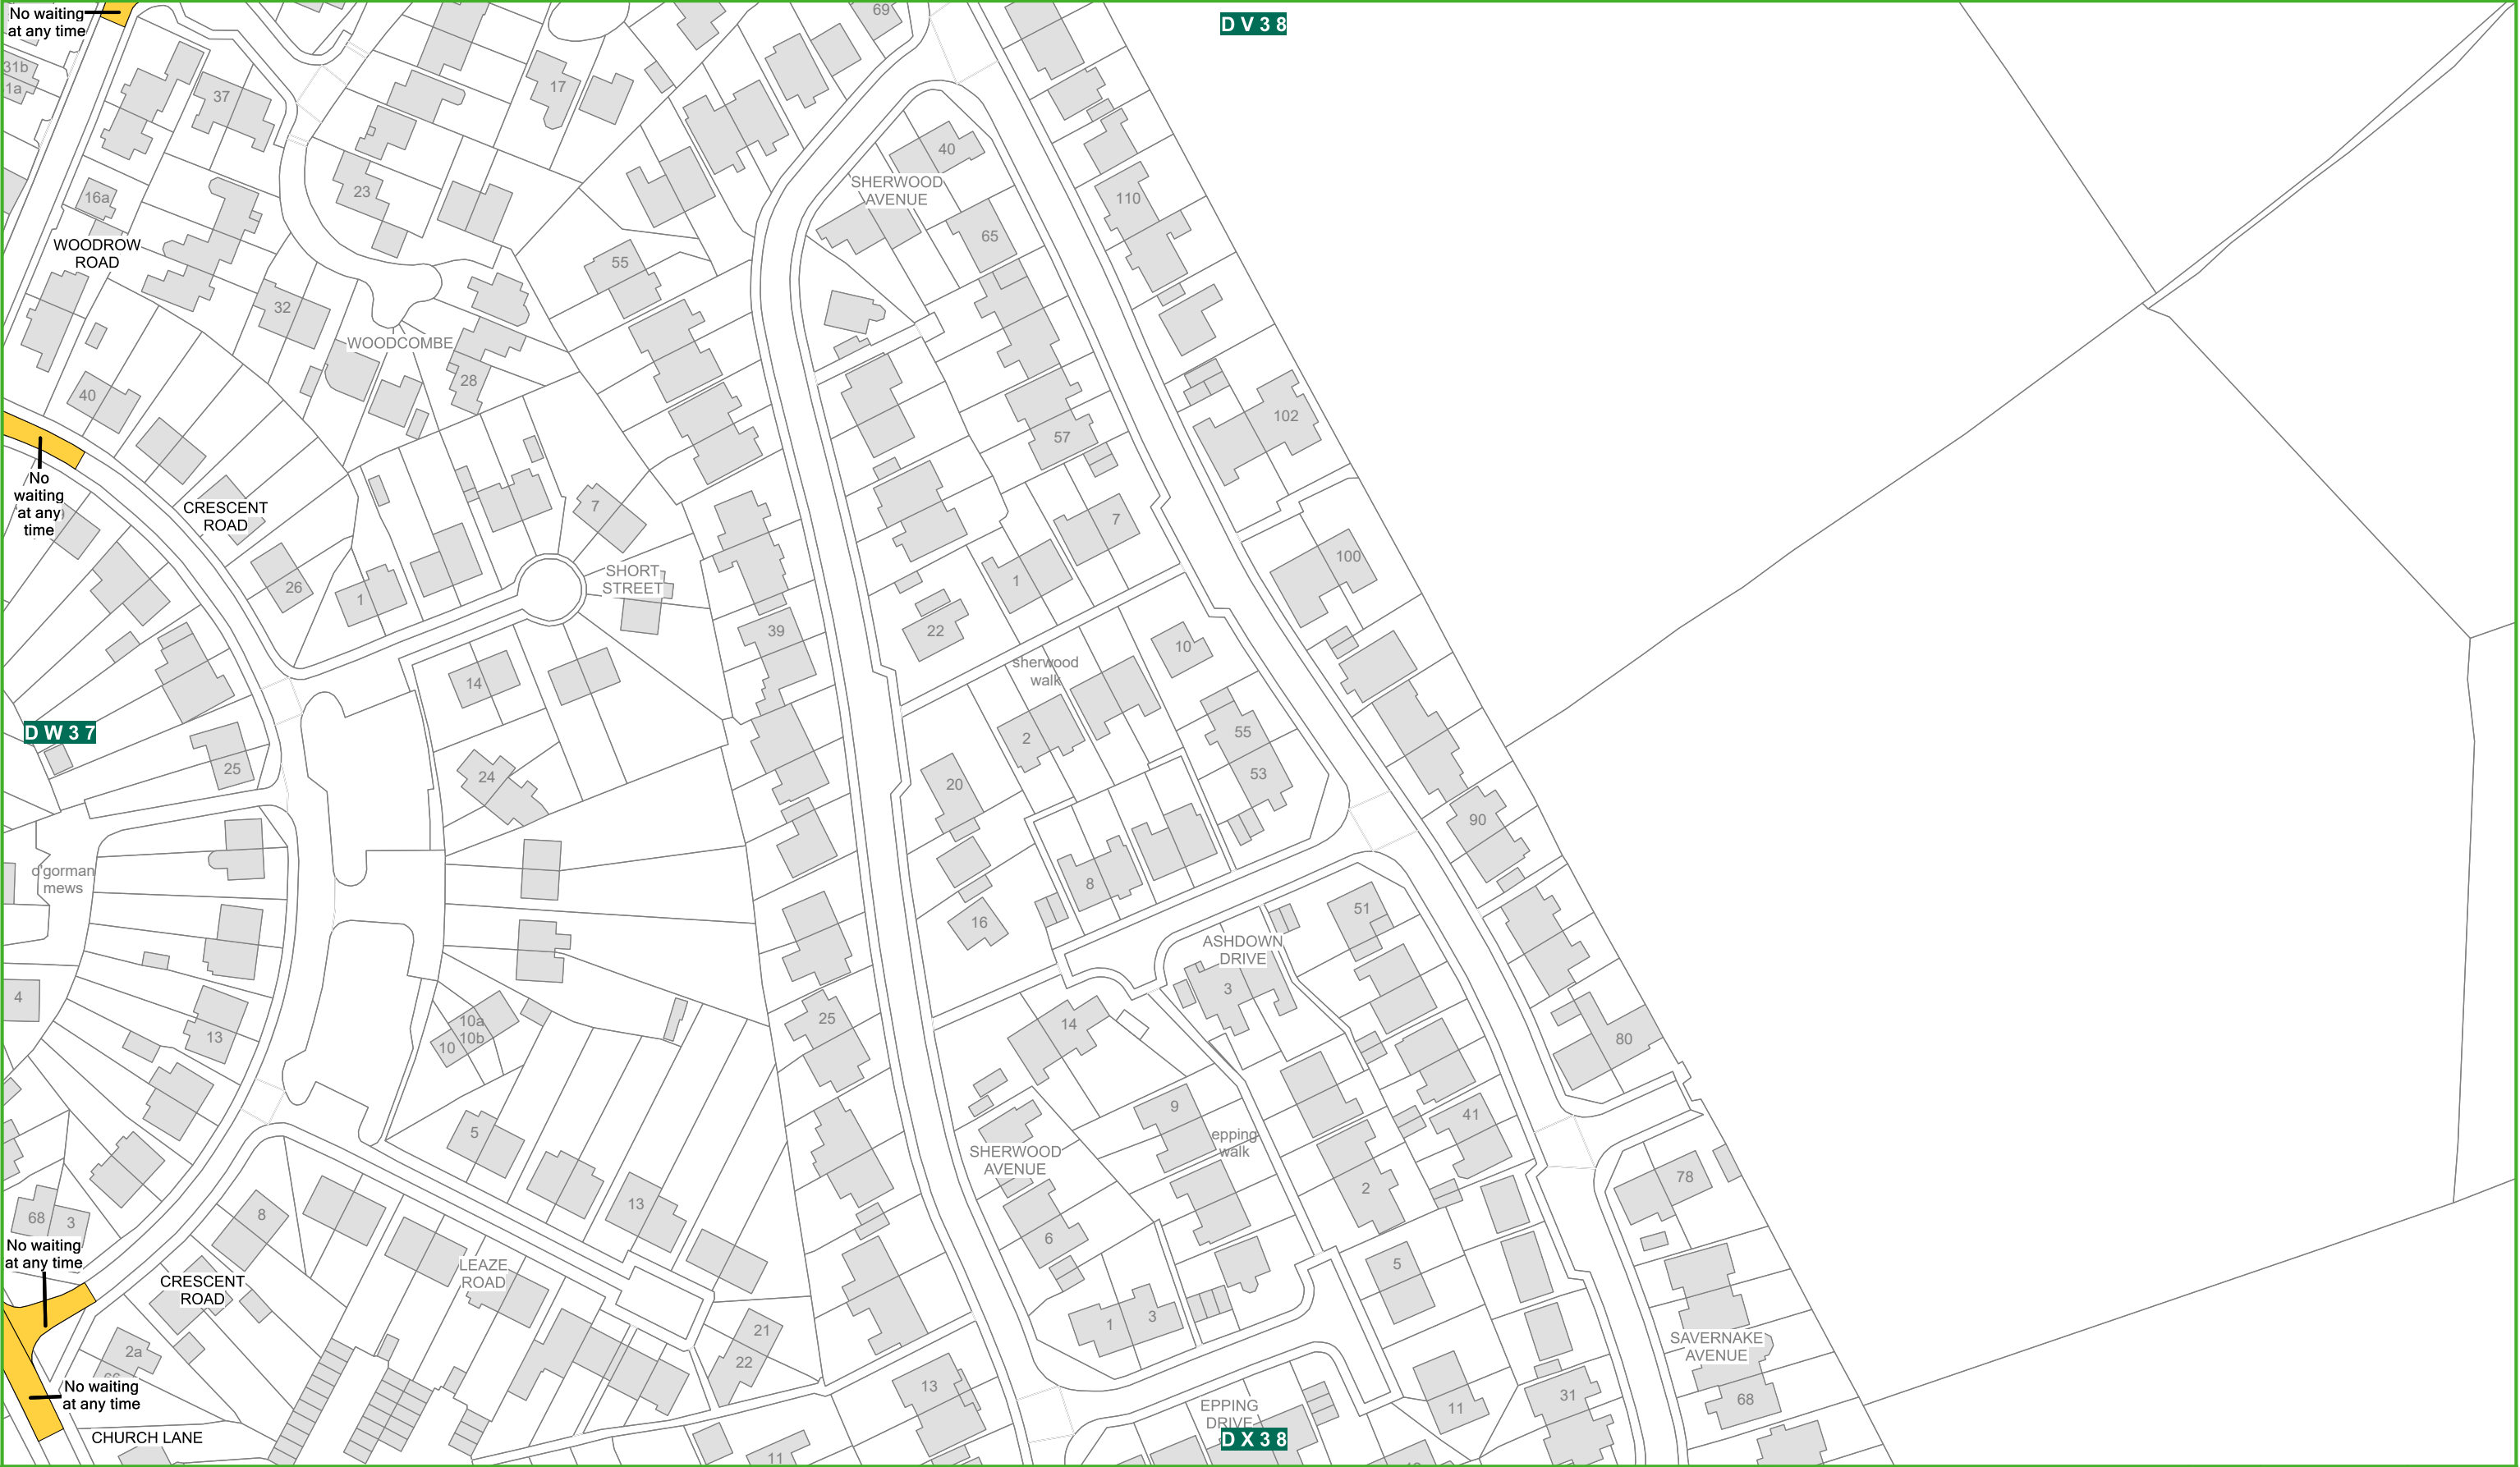 No waiting
at any time
DV38
69
31b
1a
37
17
40
SHERWOOD
AVENUE
16a
23
110
65
WOODROW
ROAD
55
32
WOODCOMBE
28
40
102
57
No
waiting
at any
time
CRESCENT
ROAD
7
7
26
1
SHORT
STREET
1
100
39
22
10
sherwood
walk
14
DW37
2
55
25
24
20
53
90
o'gorman
mews
8
16
51
ASHDOWN
DRIVE
3
4
13
10a
10b
10
25
14
80
5
9
41
epping
walk
SHERWOOD
AVENUE
2
78
13
68
3
8
6
No waiting
at any time
CRESCENT
ROAD
LEAZE
ROAD
5
1
3
21
22
2a
66
SAVERNAKE
AVENUE
No waiting
at any time
13
31
68
11
EPPING
DRIVE
CHURCH LANE
DX38
11